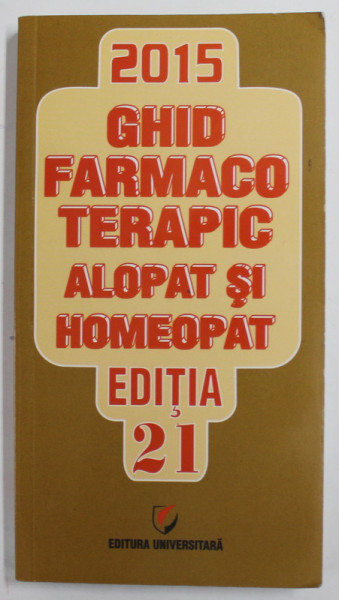 2015
GHID
FARMACO
TERAPIC
ALOPAT ŞI
HOMEOPAT
EDIŢIA
21
EDITURA UNIVERSITARĂ